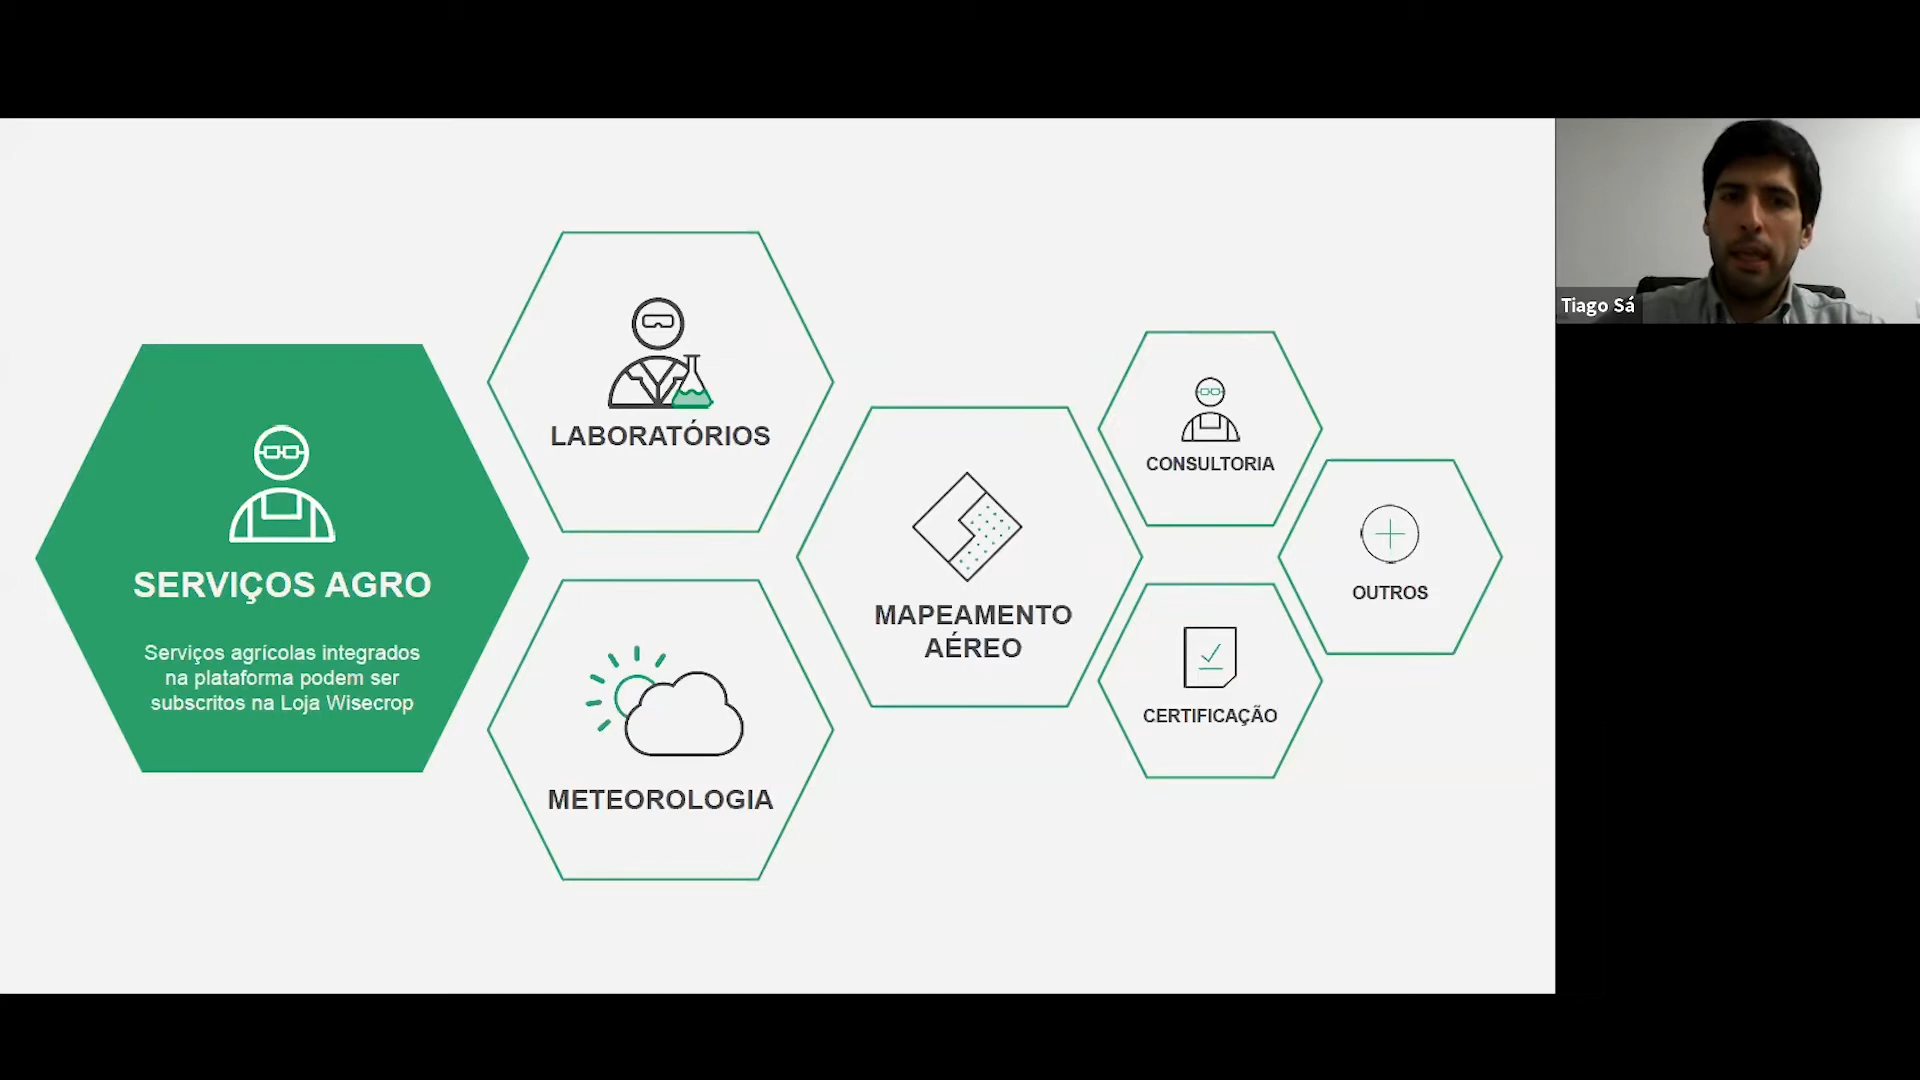 SERVIÇOS AGRO
Serviços agrícolas integrados
na plataforma podem ser
subscritos na Loja Wisecrop
LABORATÓRIOS
METEOROLOGIA
MAPEAMENTO
AÉREO
CONSULTORIA
CERTIFICAÇÃO
OUTROS
Tiago Sá